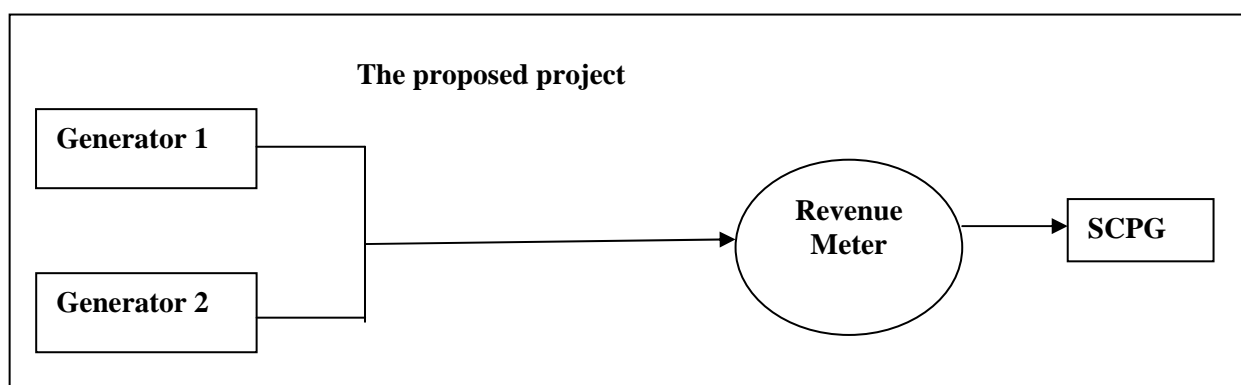 The proposed project
Generator 1
Revenue
Meter
SCPG
Generator 2